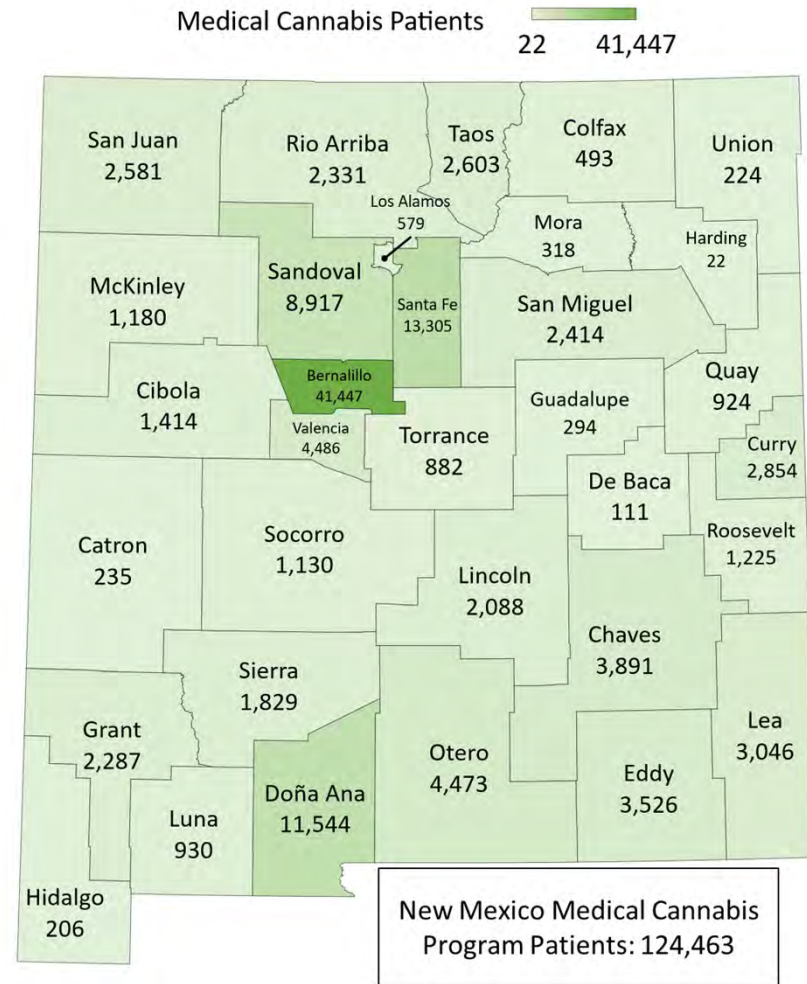 Medical Cannabis Patients
22
41,447
San Juan
2,581
Rio Arriba
2,331
Taos
2,603
Colfax
493
Union
224
Los Alamos
579
Mora
318
Harding
22
McKinley
1,180
Sandoval
8,917
Santa Fe
13,305
San Miguel
2,414
Cibola
1,414
Bernalillo
41,447
Valencia
4,486
Torrance
882
Guadalupe
294
Quay
924
Curry
2,854
De Baca
111
Roosevelt
1,225
Catron
235
Socorro
1,130
Lincoln
2,088
Chaves
3,891
Sierra
1,829
Grant
2,287
Lea
3,046
Otero
4,473
Eddy
3,526
Doña Ana
11,544
Luna
930
Hidalgo
206
New Mexico Medical Cannabis
Program Patients: 124,463